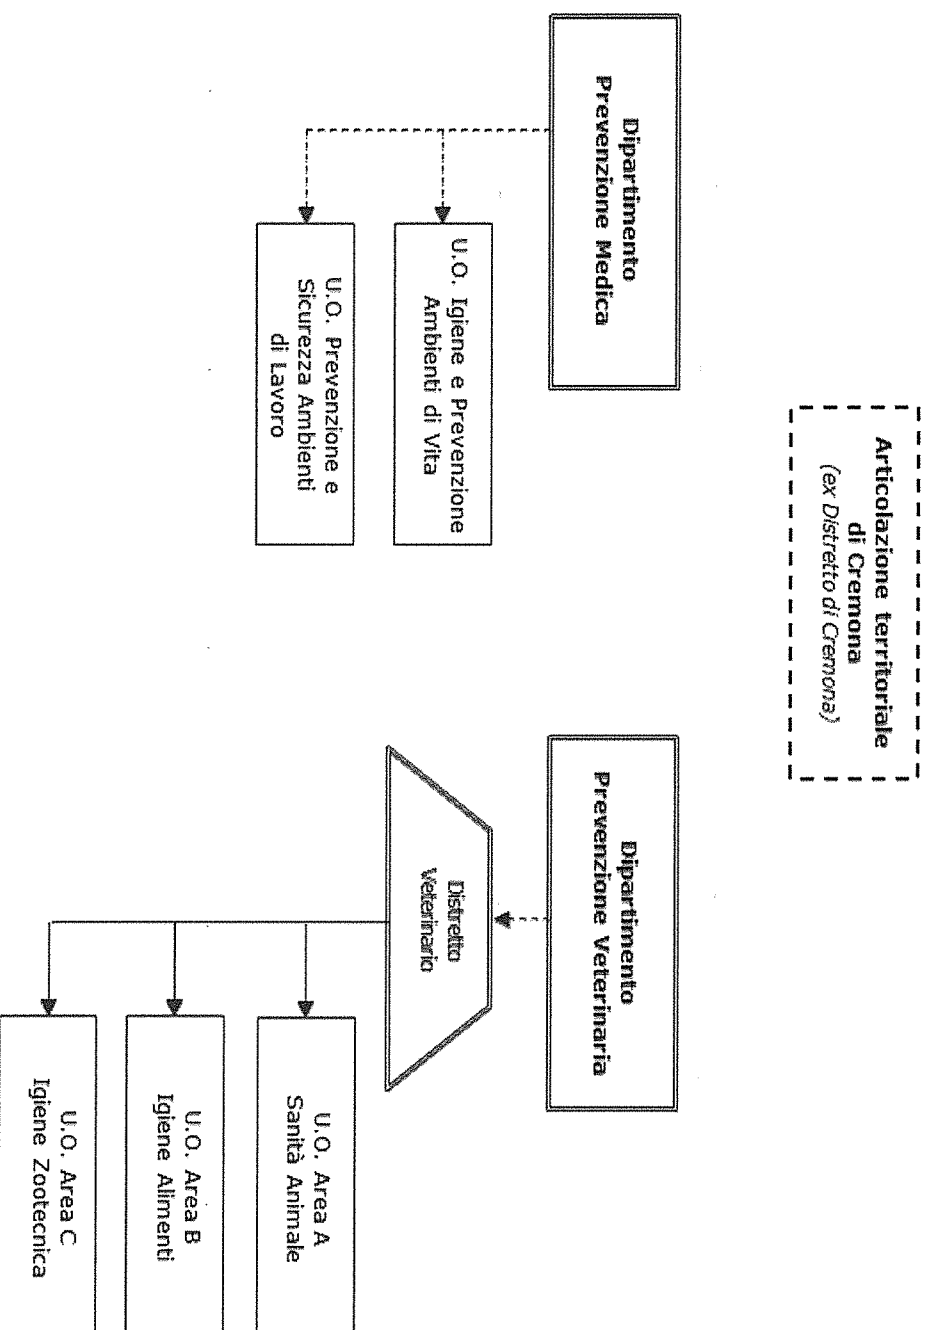 Articolazione territoriale
di Cremona
(ex Distretto di Cremona)
Dipartimento
Prevenzione Medica
U.O. Igiene e Prevenzione
Ambienti di Vita
U.O. Prevenzione e
Sicurezza Ambienti
di Lavoro
Dipartimento
Prevenzione Veterinaria
Distretto
Veterinario
U.O. Area A
Sanità Animale
U.O. Area B
Igiene Alimenti
U.O. Area C
Igiene Zootecnica